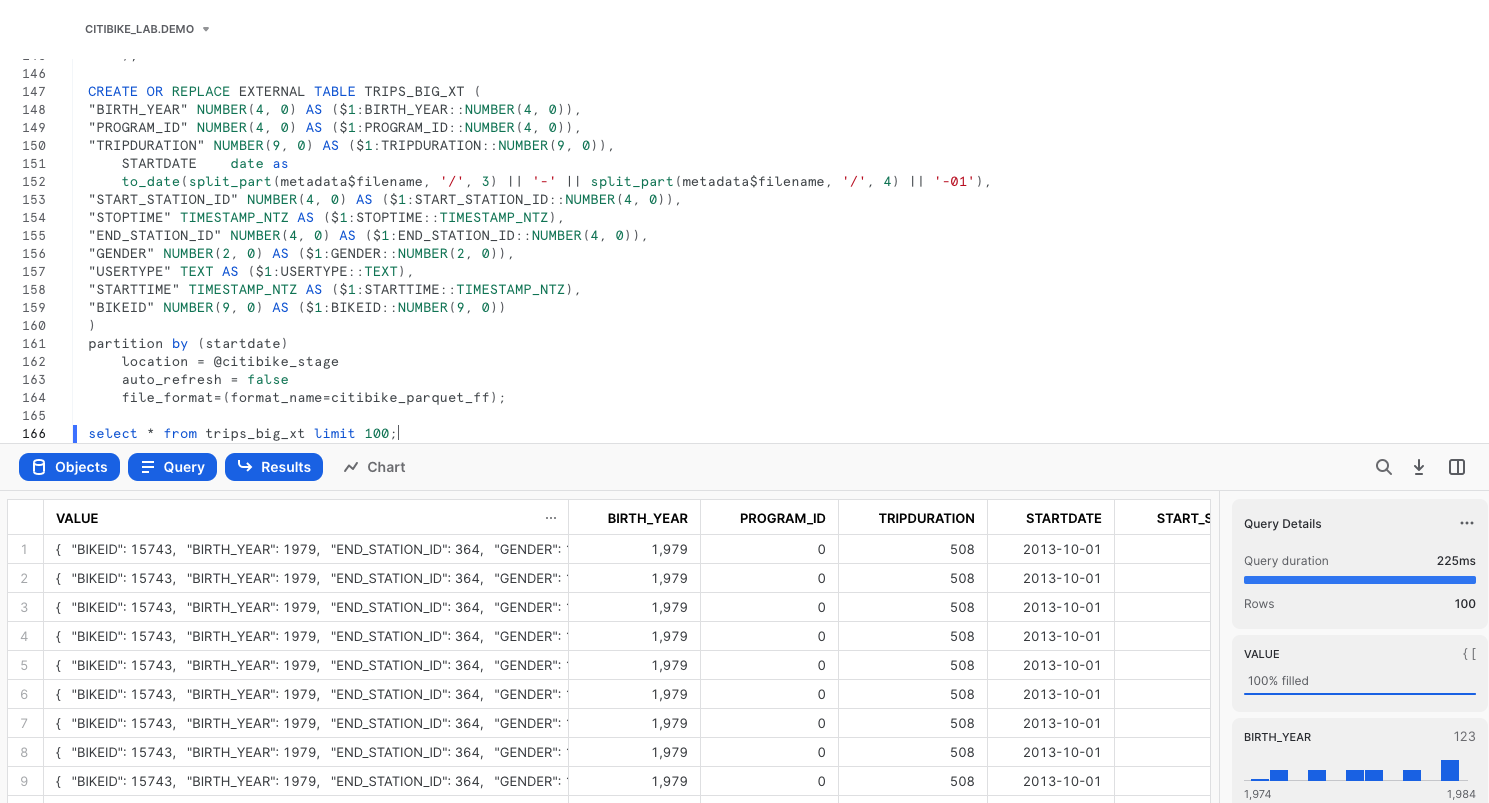 CITIBIKE_LAB.DEMO
146
147 CREATE OR REPLACE EXTERNAL TABLE TRIPS_BIG_XT (
148 "BIRTH_YEAR" NUMBER(4, 0) AS ($1:BIRTH_YEAR::NUMBER(4, 0)),
149 "PROGRAM_ID" NUMBER(4, 0) AS ($1:PROGRAM_ID::NUMBER(4, 0)),
150 "TRIPDURATION" NUMBER(9, 0) AS ($1:TRIPDURATION::NUMBER(9, 0)),
151 STARTDATE date as
152 to_date(split_part(metadata$filename, '/', 3) || '-' || split_part(metadata$filename, '/', 4) || '-01'),
153 "START_STATION_ID" NUMBER(4, 0) AS ($1:START_STATION_ID::NUMBER(4, 0)),
154 "STOPTIME" TIMESTAMP_NTZ AS ($1:STOPTIME::TIMESTAMP_NTZ),
155 "END_STATION_ID" NUMBER(4, 0) AS ($1:END_STATION_ID::NUMBER(4, 0)),
156 "GENDER" NUMBER(2, 0) AS ($1:GENDER::NUMBER(2, 0)),
157 "USERTYPE" TEXT AS ($1:USERTYPE::TEXT),
158 "STARTTIME" TIMESTAMP_NTZ AS ($1:STARTTIME::TIMESTAMP_NTZ),
159 "BIKEID" NUMBER(9, 0) AS ($1:BIKEID::NUMBER(9, 0))
160 )
161 partition by (startdate)
162 location = @citibike_stage
163 auto_refresh = false
164 file_format=(format_name=citibike_parquet_ff);
165
166 select * from trips_big_xt limit 100;
Objects Query Results Chart
VALUE ... BIRTH_YEAR PROGRAM_ID TRIPDURATION STARTDATE START_S
1 { "BIKEID": 15743, "BIRTH_YEAR": 1979, "END_STATION_ID": 364, "GENDER": 1,979 0 508 2013-10-01
2 { "BIKEID": 15743, "BIRTH_YEAR": 1979, "END_STATION_ID": 364, "GENDER": 1,979 0 508 2013-10-01
3 { "BIKEID": 15743, "BIRTH_YEAR": 1979, "END_STATION_ID": 364, "GENDER": 1,979 0 508 2013-10-01
4 { "BIKEID": 15743, "BIRTH_YEAR": 1979, "END_STATION_ID": 364, "GENDER": 1,979 0 508 2013-10-01
5 { "BIKEID": 15743, "BIRTH_YEAR": 1979, "END_STATION_ID": 364, "GENDER": 1,979 0 508 2013-10-01
6 { "BIKEID": 15743, "BIRTH_YEAR": 1979, "END_STATION_ID": 364, "GENDER": 1,979 0 508 2013-10-01
7 { "BIKEID": 15743, "BIRTH_YEAR": 1979, "END_STATION_ID": 364, "GENDER": 1,979 0 508 2013-10-01
8 { "BIKEID": 15743, "BIRTH_YEAR": 1979, "END_STATION_ID": 364, "GENDER": 1,979 0 508 2013-10-01
9 { "BIKEID": 15743, "BIRTH_YEAR": 1979, "END_STATION_ID": 364, "GENDER": 1,979 0 508 2013-10-01
Query Details ...
Query duration 225ms
Rows 100
VALUE { [
100% filled
BIRTH_YEAR 123
1,974 1,984